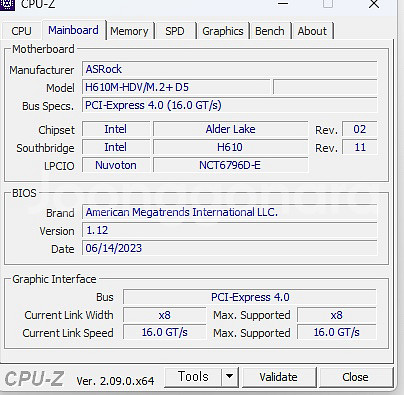 CPU-Z
CPU Mainboard Memory SPD Graphics Bench About
Motherboard
Manufacturer ASRock
Model H610M-HDV/M.2+ D5
Bus Specs. PCI-Express 4.0 (16.0 GT/s)
Chipset Intel Alder Lake Rev. 02
Southbridge Intel H610 Rev. 11
LPCIO Nuvoton NCT6796D-E
BIOS
Brand American Megatrends International LLC.
Version 1.12
Date 06/14/2023
Graphic Interface
Bus PCI-Express 4.0
Current Link Width x8 Max. Supported x8
Current Link Speed 16.0 GT/s Max. Supported 16.0 GT/s
CPU-Z Ver. 2.09.0.x64 Tools Validate Close